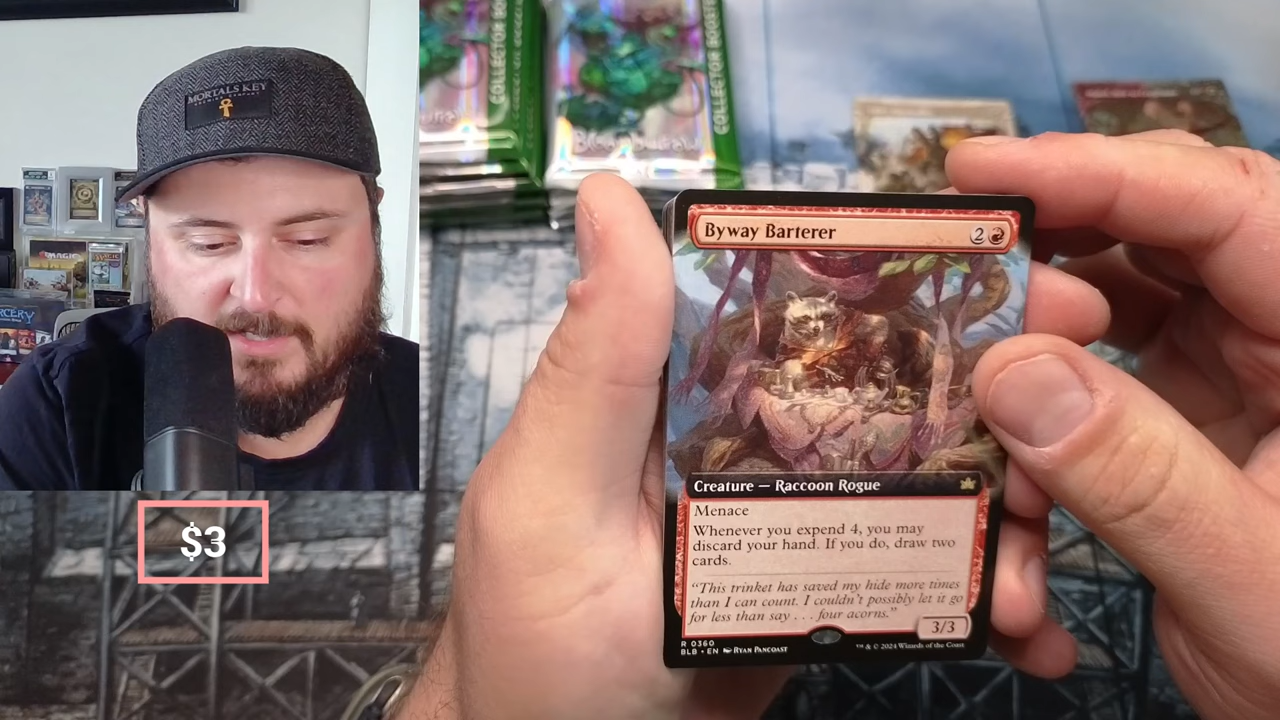 MORTALS KEY
COLLECTOR BOOSTER
COLLECTOR BOOSTER
Bloomburrow
MAGIC
$3
Byway Barterer
2
Creature — Raccoon Rogue
Menace
Whenever you expend 4, you may
discard your hand. If you do, draw two
cards.
“This trinket has saved my hide more times
than I can count. I couldn’t possibly let it go
for less than say . . . four acorns.”
3/3
R 0360
BLB • EN RYAN PANCOAST
™ & © 2024 Wizards of the Coast